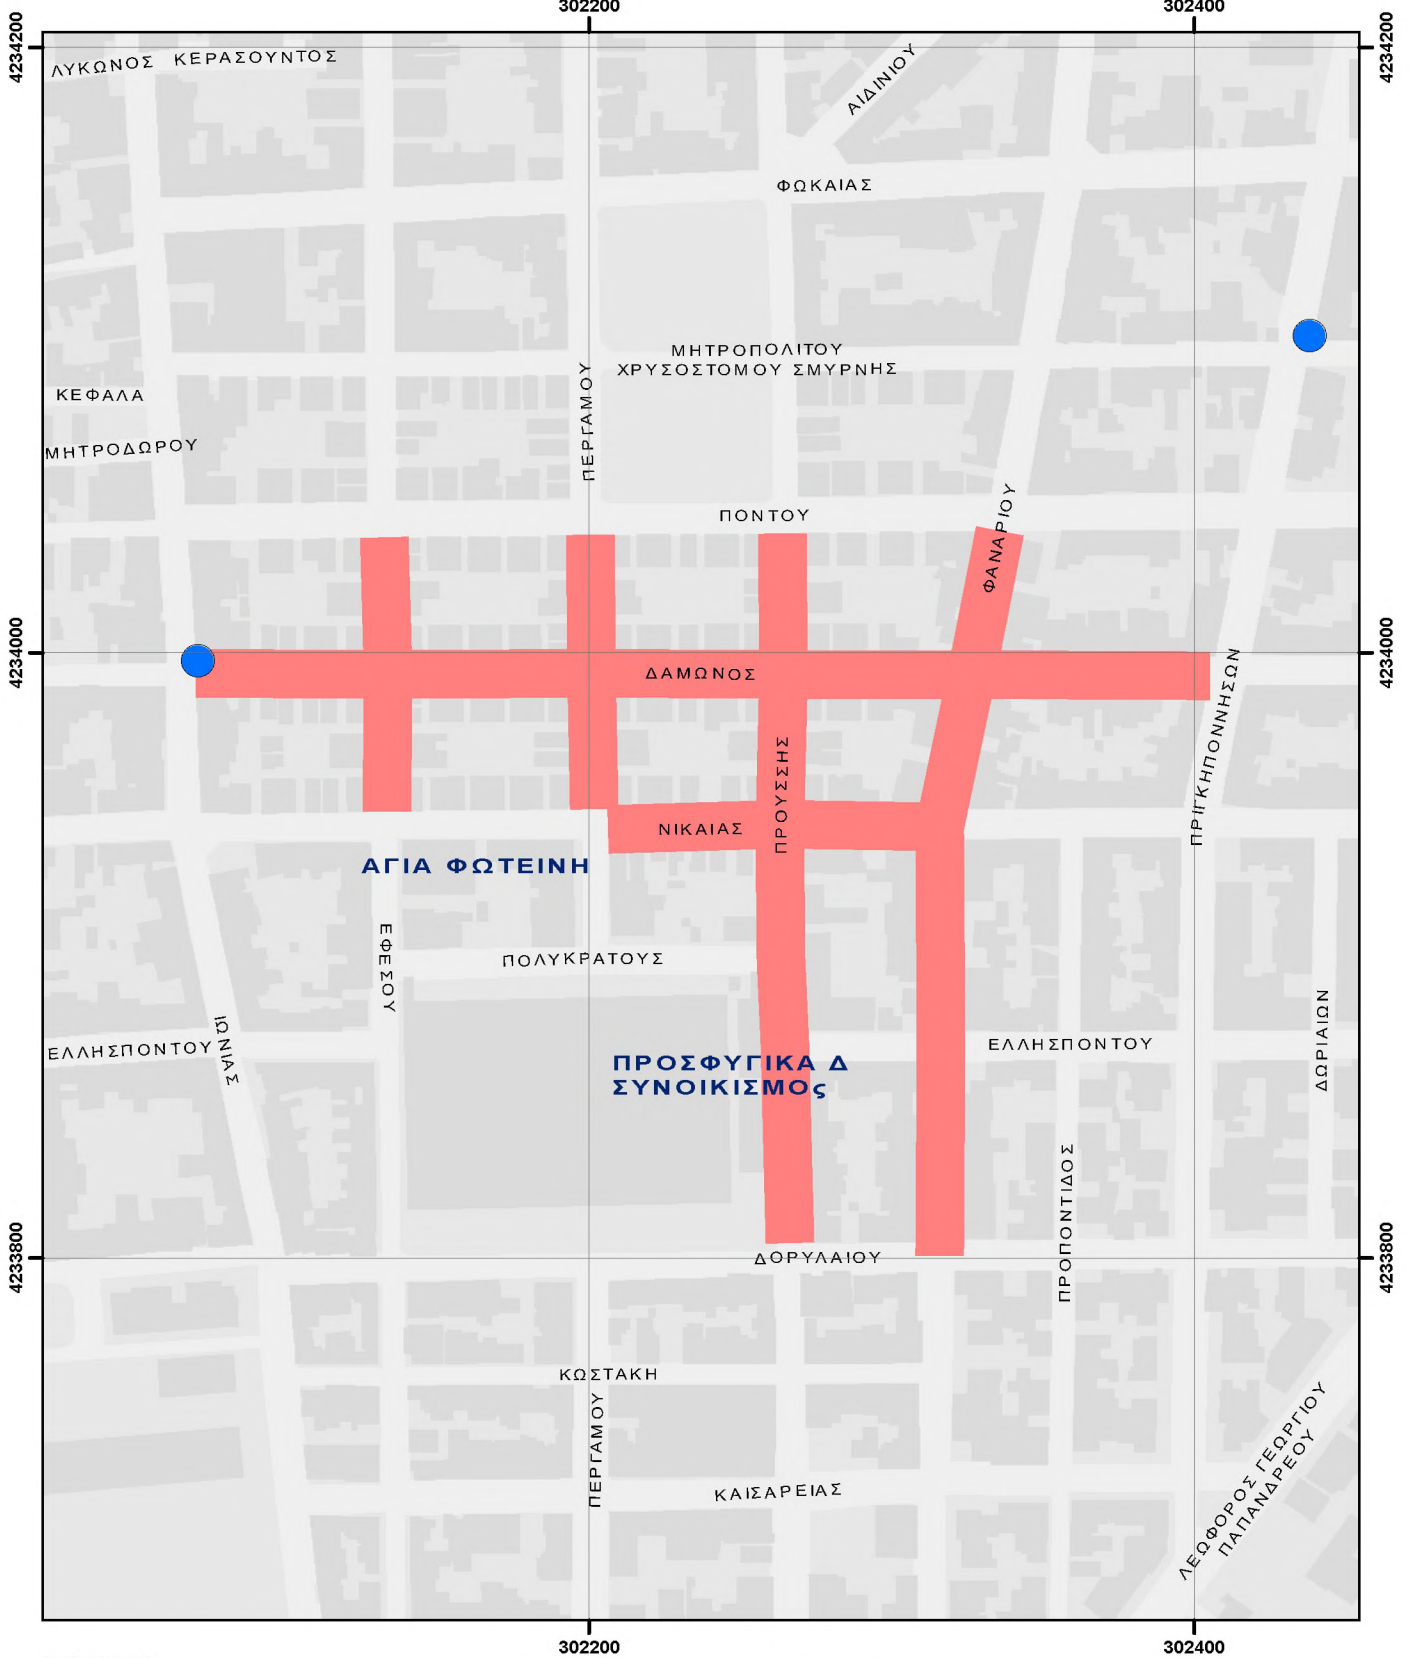 302200
302400
4234200
4234200
ΛΥΚΩΝΟΣ ΚΕΡΑΣΟΥΝΤΟΣ
ΑΙΔΙΝΙΟΥ
ΦΩΚΑΙΑΣ
ΜΗΤΡΟΠΟΛΙΤΟΥ
ΧΡΥΣΟΣΤΟΜΟΥ ΣΜΥΡΝΗΣ
ΚΕΦΑΛΑ
ΠΕΡΓΑΜΟΥ
ΜΗΤΡΟΔΩΡΟΥ
ΠΟΝΤΟΥ
ΦΑΝΑΡΙΟΥ
4234000
4234000
ΔΑΜΩΝΟΣ
ΠΡΙΓΚΗΠΟΝΝΗΣΩΝ
ΠΡΟΥΣΣΗΣ
ΝΙΚΑΙΑΣ
ΑΓΙΑ ΦΩΤΕΙΝΗ
ΕΦΕΣΟΥ
ΠΟΛΥΚΡΑΤΟΥΣ
ΙΩΝΙΑΣ
ΕΛΛΗΣΠΟΝΤΟΥ
ΕΛΛΗΣΠΟΝΤΟΥ
ΔΩΡΙΑΙΩΝ
ΠΡΟΣΦΥΓΙΚΑ Δ
ΣΥΝΟΙΚΙΣΜΟς
ΠΡΟΠΟΝΤΙΔΟΣ
4233800
4233800
ΔΟΡΥΛΑΙΟΥ
ΚΩΣΤΑΚΗ
ΠΕΡΓΑΜΟΥ
ΚΑΙΣΑΡΕΙΑΣ
ΛΕΩΦΟΡΟΣ ΓΕΩΡΓΙΟΥ
ΠΑΠΑΝΔΡΕΟΥ
302200
302400